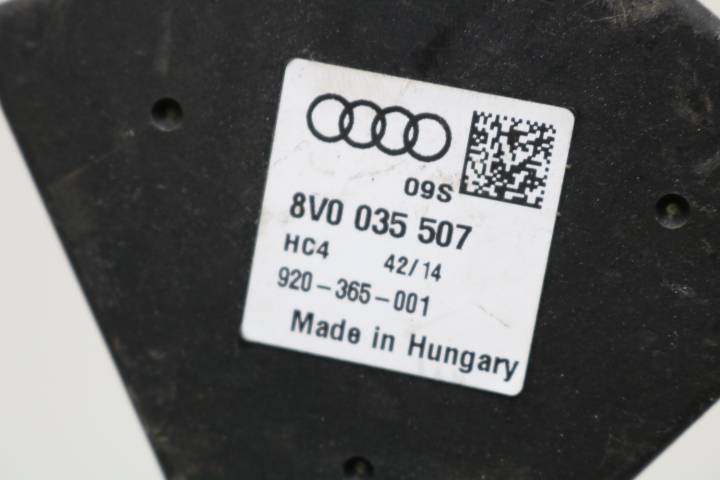 09S
8V0 035 507
HC4 42/14
920-365-001
Made in Hungary